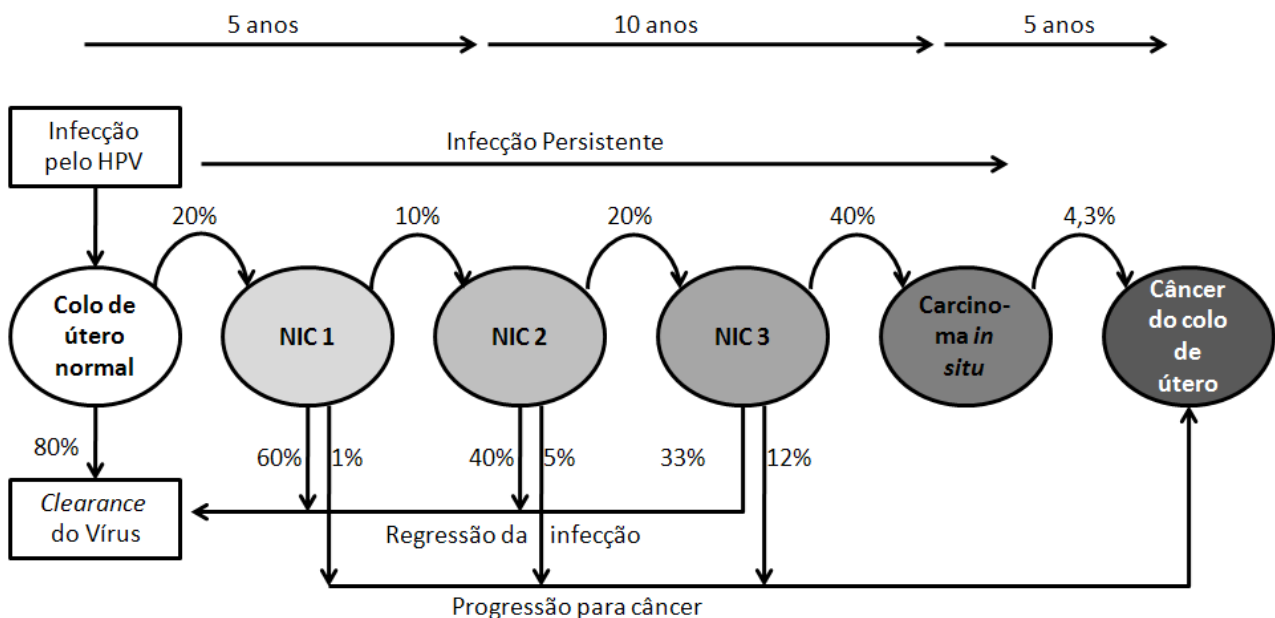 5 anos
10 anos
5 anos
Infecção
pelo HPV
Infecção Persistente
20%
10%
20%
40%
4,3%
Colo de
útero
normal
NIC 1
NIC 2
NIC 3
Carcino-
ma in
situ
Câncer
do colo
de
útero
80%
60%
1%
40%
5%
33%
12%
Clearance
do Vírus
Regressão da infecção
Progressão para câncer